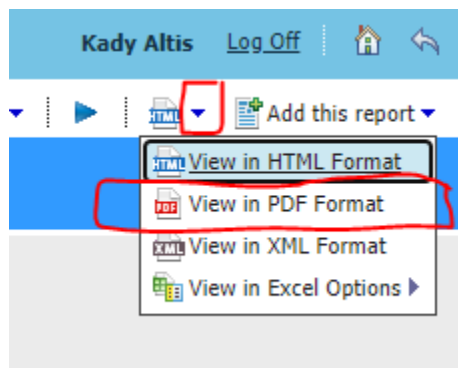 Kady Altis Log Off
HTML Add this report
HTML View in HTML Format
PDF View in PDF Format
XML View in XML Format
View in Excel Options